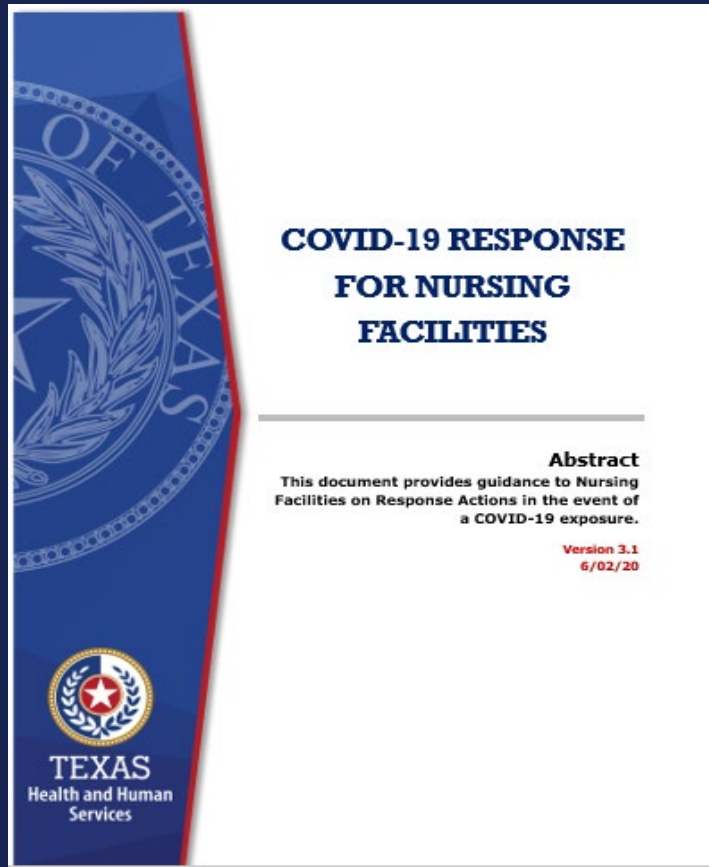 OF TEXAS
COVID-19 RESPONSE
FOR NURSING
FACILITIES
Abstract
This document provides guidance to Nursing
Facilities on Response Actions in the event of
a COVID-19 exposure.
Version 3.1
6/02/20
TEXAS
Health and Human
Services